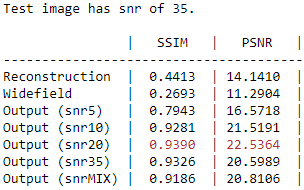 Test image has snr of 35.
| SSIM | PSNR
----------------------------------------
Reconstruction | 0.4413 | 14.1410
Widefield | 0.2693 | 11.2904
Output (snr5) | 0.7943 | 16.5718
Output (snr10) | 0.9281 | 21.5191
Output (snr20) | 0.9390 | 22.5364
Output (snr35) | 0.9326 | 20.5989
Output (snrMIX) | 0.9186 | 20.8106